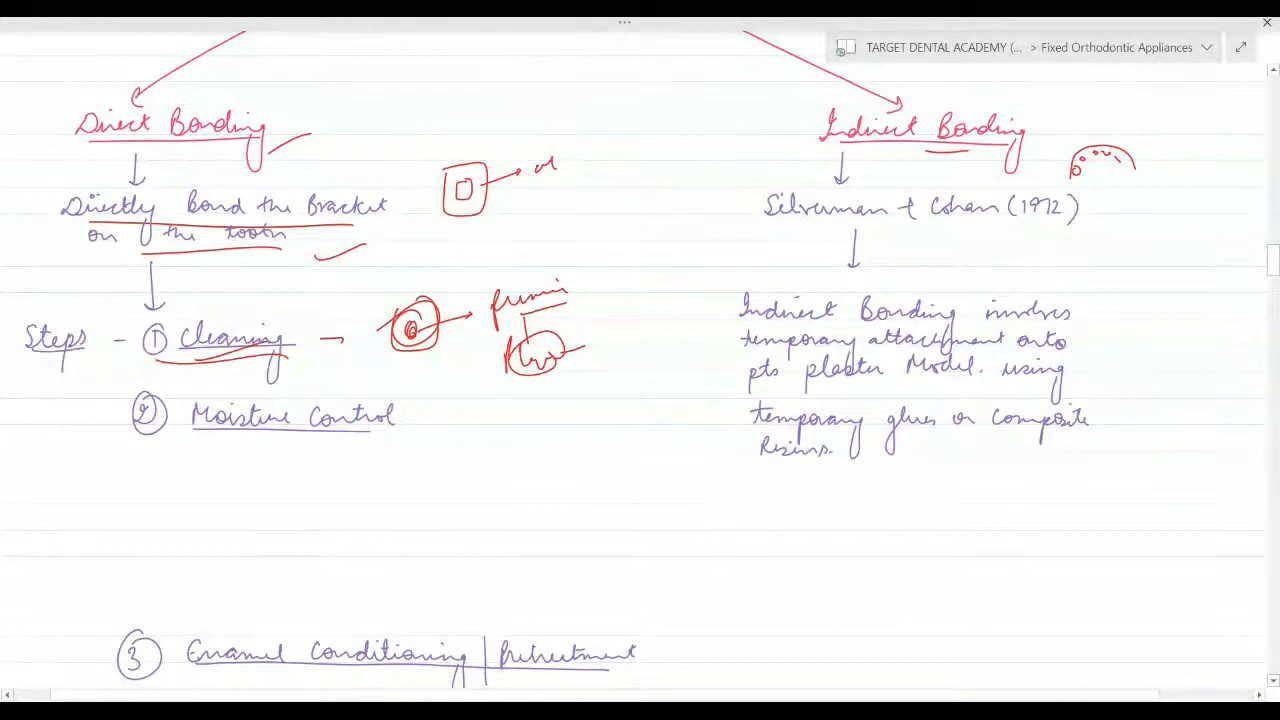 TARGET DENTAL ACADEMY (... > Fixed Orthodontic Appliances
Direct Bonding
Directly Bond the Bracket
on the tooth
Steps - ① Cleaning
② Moisture Control
③ Enamel Conditioning | Pretreetment
Indirect Bonding
Silverman & Cohan (1972)
Indirect Bonding involves
temporary attachment onto
pts plaster Model. using
temporary glues or composite
Resins.